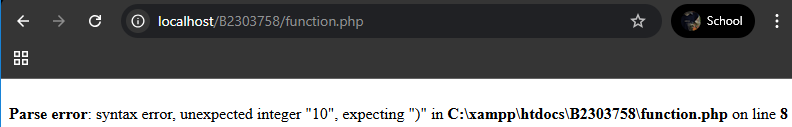 localhost/B2303758/function.php
School
Parse error: syntax error, unexpected integer "10", expecting ")" in C:\xampp\htdocs\B2303758\function.php on line 8